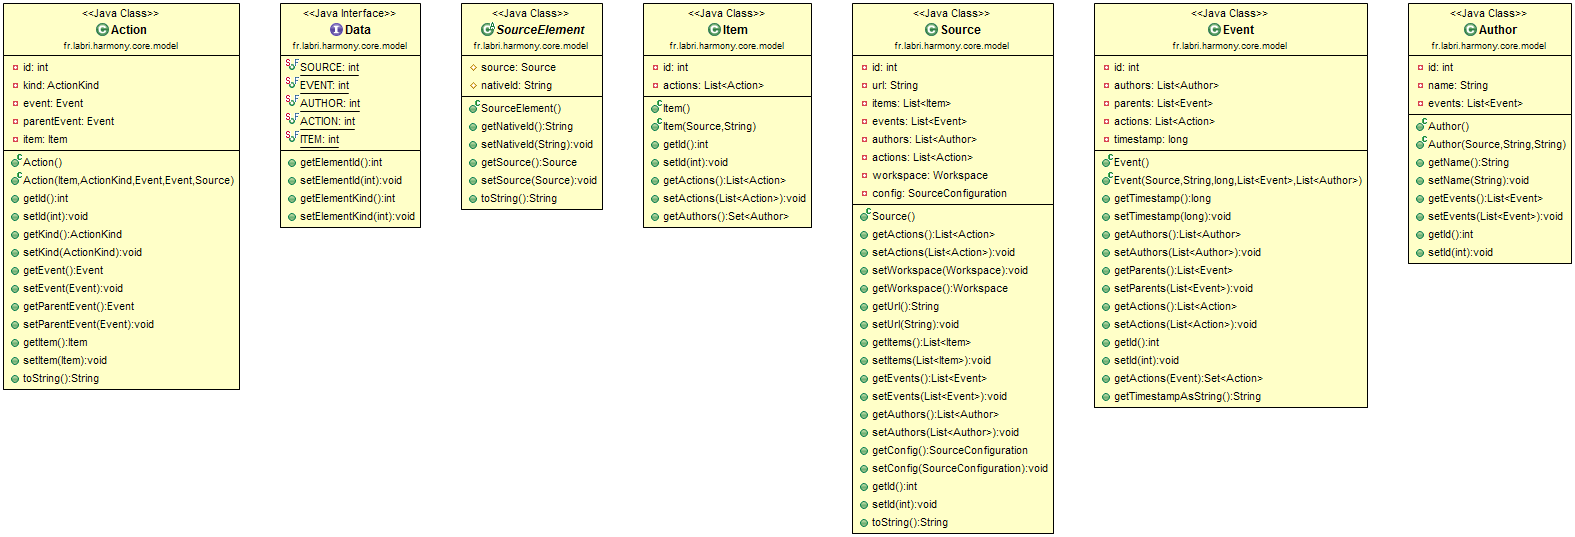 <<Java Class>>
Action
fr.labri.harmony.core.model
id: int
kind: ActionKind
event: Event
parentEvent: Event
item: Item
Action()
Action(Item,ActionKind,Event,Event,Source)
getId():int
setId(int):void
getKind():ActionKind
setKind(ActionKind):void
getEvent():Event
setEvent(Event):void
getParentEvent():Event
setParentEvent(Event):void
getItem():Item
setItem(Item):void
toString():String
<<Java Interface>>
Data
fr.labri.harmony.core.model
SOURCE: int
EVENT: int
AUTHOR: int
ACTION: int
ITEM: int
getElementId():int
setElementId(int):void
getElementKind():int
setElementKind(int):void
<<Java Class>>
SourceElement
fr.labri.harmony.core.model
source: Source
nativeId: String
SourceElement()
getNativeId():String
setNativeId(String):void
getSource():Source
setSource(Source):void
toString():String
<<Java Class>>
Item
fr.labri.harmony.core.model
id: int
actions: List<Action>
Item()
Item(Source,String)
getId():int
setId(int):void
getActions():List<Action>
setActions(List<Action>):void
getAuthors():Set<Author>
<<Java Class>>
Source
fr.labri.harmony.core.model
id: int
url: String
items: List<Item>
events: List<Event>
authors: List<Author>
actions: List<Action>
workspace: Workspace
config: SourceConfiguration
Source()
getActions():List<Action>
setActions(List<Action>):void
setWorkspace(Workspace):void
getWorkspace():Workspace
getUrl():String
setUrl(String):void
getItems():List<Item>
setItems(List<Item>):void
getEvents():List<Event>
setEvents(List<Event>):void
getAuthors():List<Author>
setAuthors(List<Author>):void
getConfig():SourceConfiguration
setConfig(SourceConfiguration):void
getId():int
setId(int):void
toString():String
<<Java Class>>
Event
fr.labri.harmony.core.model
id: int
authors: List<Author>
parents: List<Event>
actions: List<Action>
timestamp: long
Event()
Event(Source,String,long,List<Event>,List<Author>)
getTimestamp():long
setTimestamp(long):void
getAuthors():List<Author>
setAuthors(List<Author>):void
getParents():List<Event>
setParents(List<Event>):void
getActions():List<Action>
setActions(List<Action>):void
getId():int
setId(int):void
getActions(Event):Set<Action>
getTimestampAsString():String
<<Java Class>>
Author
fr.labri.harmony.core.model
id: int
name: String
events: List<Event>
Author()
Author(Source,String,String)
getName():String
setName(String):void
getEvents():List<Event>
setEvents(List<Event>):void
getId():int
setId(int):void